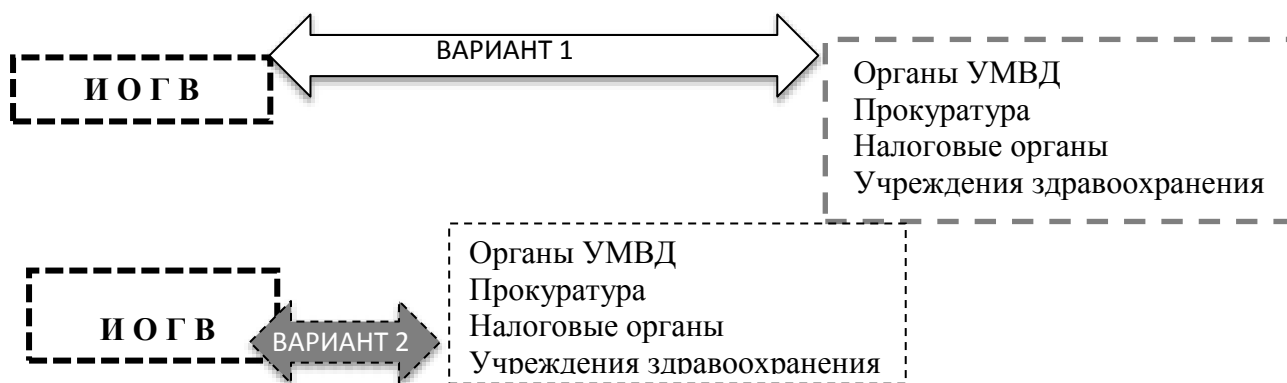 ВАРИАНТ 1
И О Г В
Органы УМВД
Прокуратура
Налоговые органы
Учреждения здравоохранения
И О Г В
ВАРИАНТ 2
Органы УМВД
Прокуратура
Налоговые органы
Учреждения здравоохранения